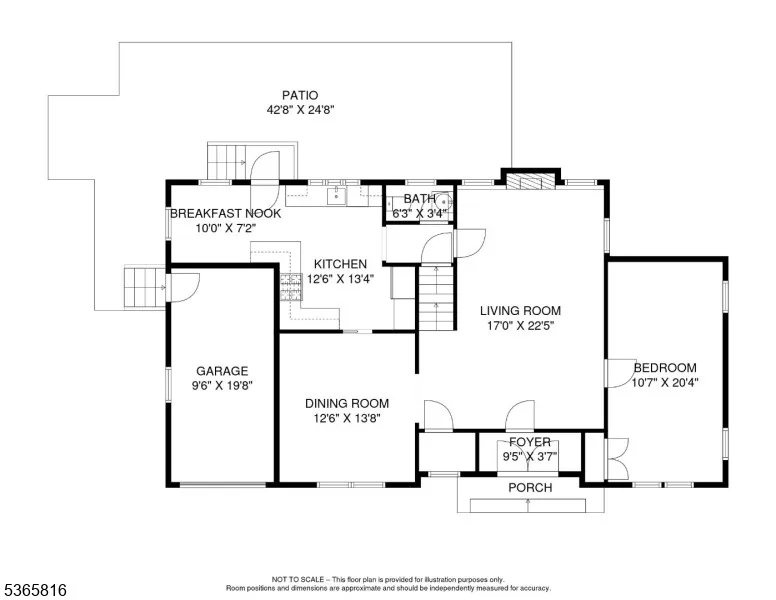 PATIO
42'8" X 24'8"
BREAKFAST NOOK
10'0" X 7'2"
BATH
6'3" X 3'4"
KITCHEN
12'6" X 13'4"
LIVING ROOM
17'0" X 22'5"
GARAGE
9'6" X 19'8"
BEDROOM
10'7" X 20'4"
DINING ROOM
12'6" X 13'8"
FOYER
9'5" X 3'7"
PORCH
NOT TO SCALE – This floor plan is provided for illustration purposes only.
Room positions and dimensions are approximate and should be independently measured for accuracy.
5365816